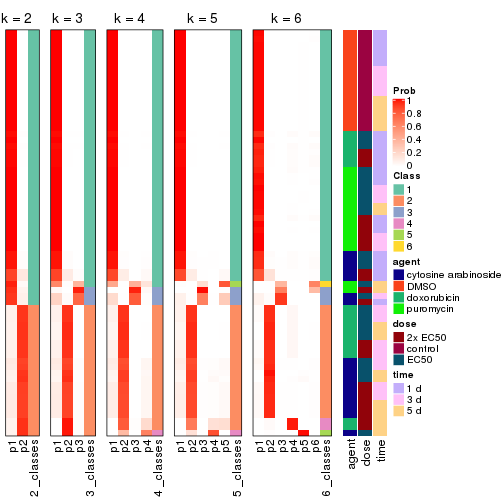 k = 2 k = 3 k = 4 k = 5 k = 6
Prob
1
0.8
0.6
0.4
0.2
0
Class
1
2
3
4
5
6
agent
cytosine arabinoside
DMSO
doxorubicin
puromycin
dose
2x EC50
control
EC50
time
1 d
3 d
5 d
p1 p2 2_classes p1 p2 p3 3_classes p1 p2 p3 p4 4_classes p1 p2 p3 p4 p5 5_classes p1 p2 p3 p4 p5 p6 6_classes agent dose time